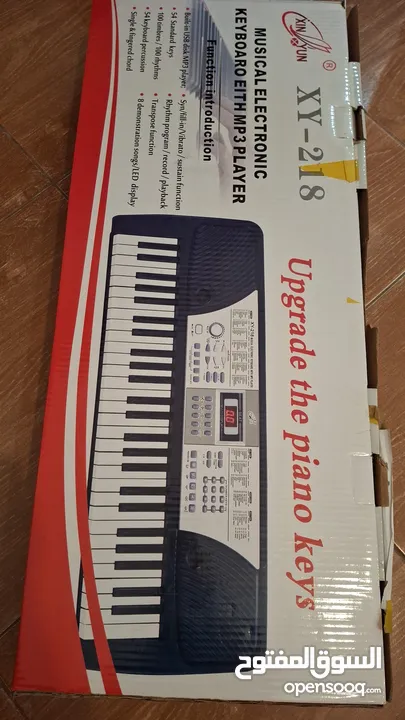 XIN YUN
®
XY-218
MUSICAL ELECTRONIC
KEYBOARO EITH MP3 PLAYER
Function introduction
• Built-in USB disk MP3 player
• 54 Standard keys
• 100 timbres / 100 rhythms
• 54 keyboard percussion
• Single & fingered chord
• Syn/fill-in/Vibrato / sustain function
• Rhythm program / record / playback
• Transpose function
• 8 demonstration songs/LED display
Upgrade the piano keys
السوق المفتوح
opensooq.com